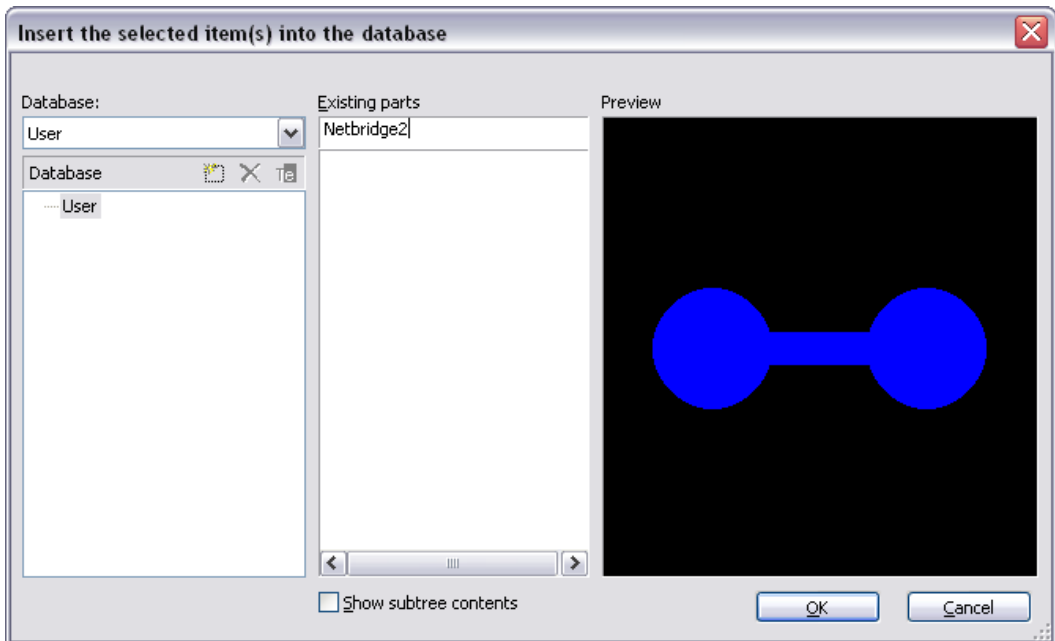 Insert the selected item(s) into the database
Database:
Existing parts
Preview
User
Netbridge2
Database
Te
User
Show subtree contents
OK
Cancel